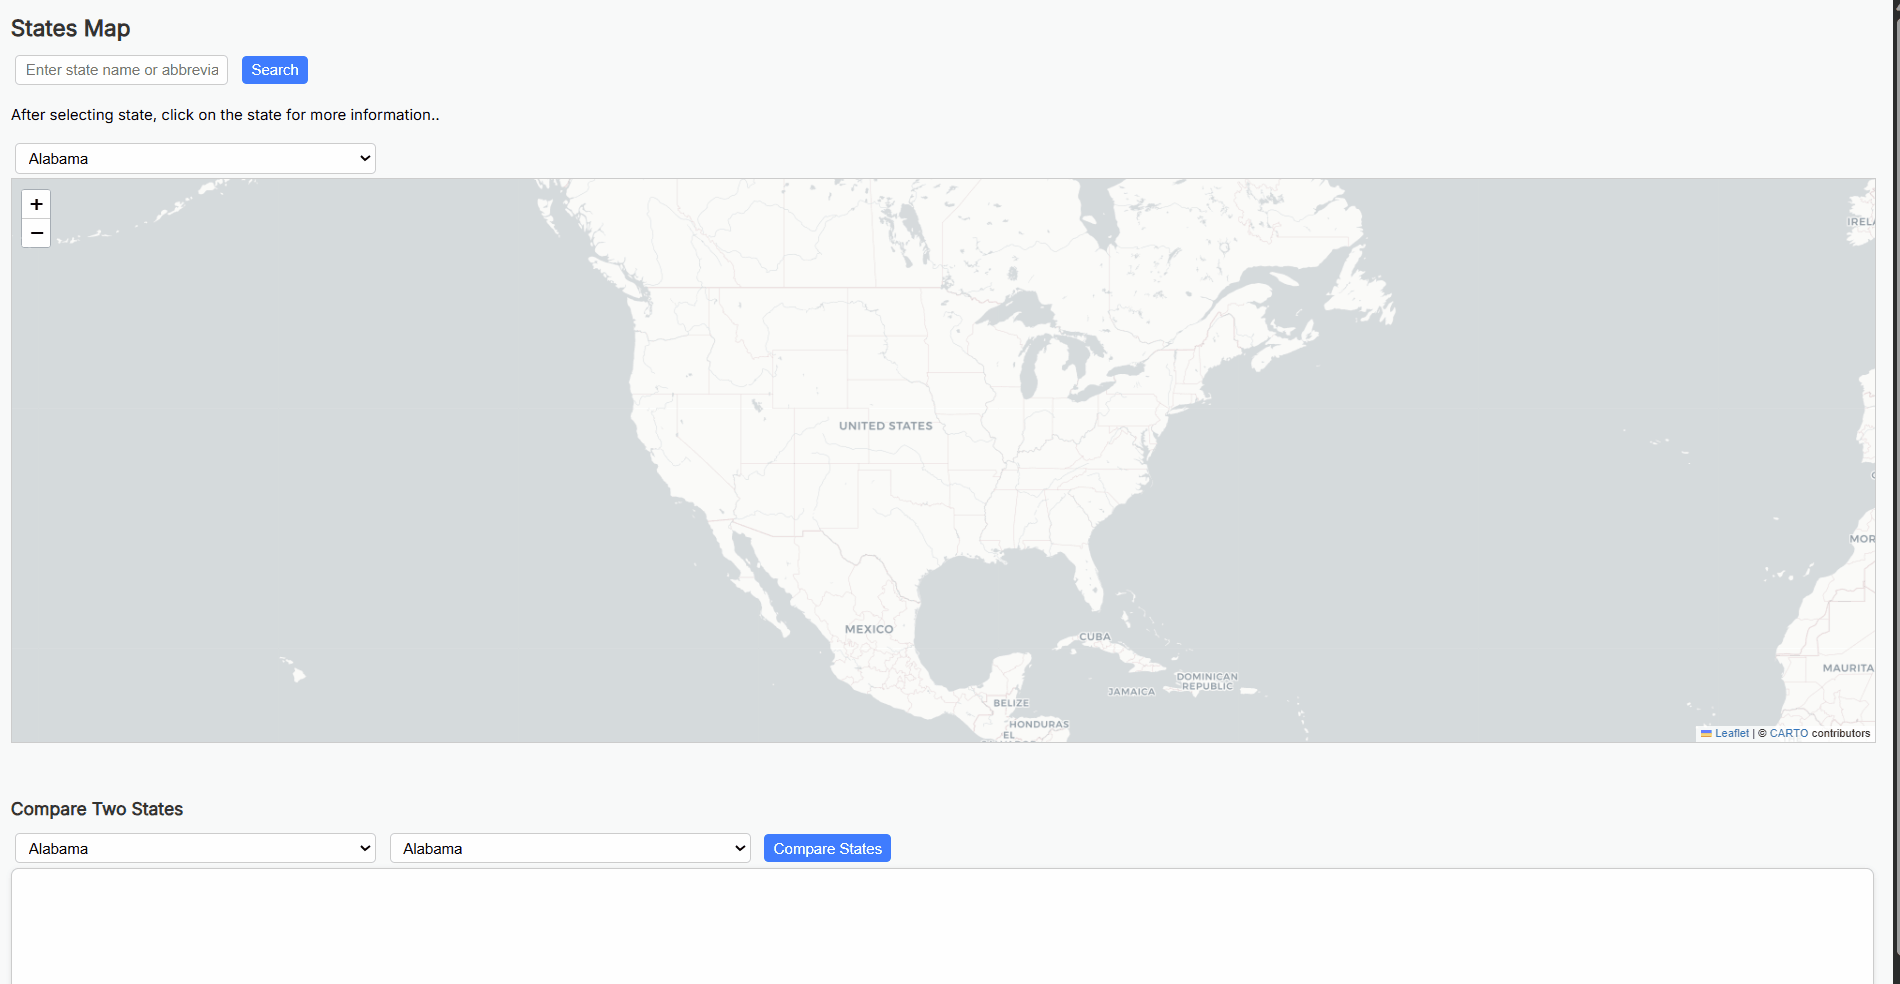 States Map
Enter state name or abbrevia
Search
After selecting state, click on the state for more information..
Alabama
+
−
IRELA
UNITED STATES
MOR
MEXICO
CUBA
MAURITA
DOMINICAN
REPUBLIC
JAMAICA
BELIZE
HONDURAS
EL
Leaflet | © CARTO contributors
Compare Two States
Alabama
Alabama
Compare States